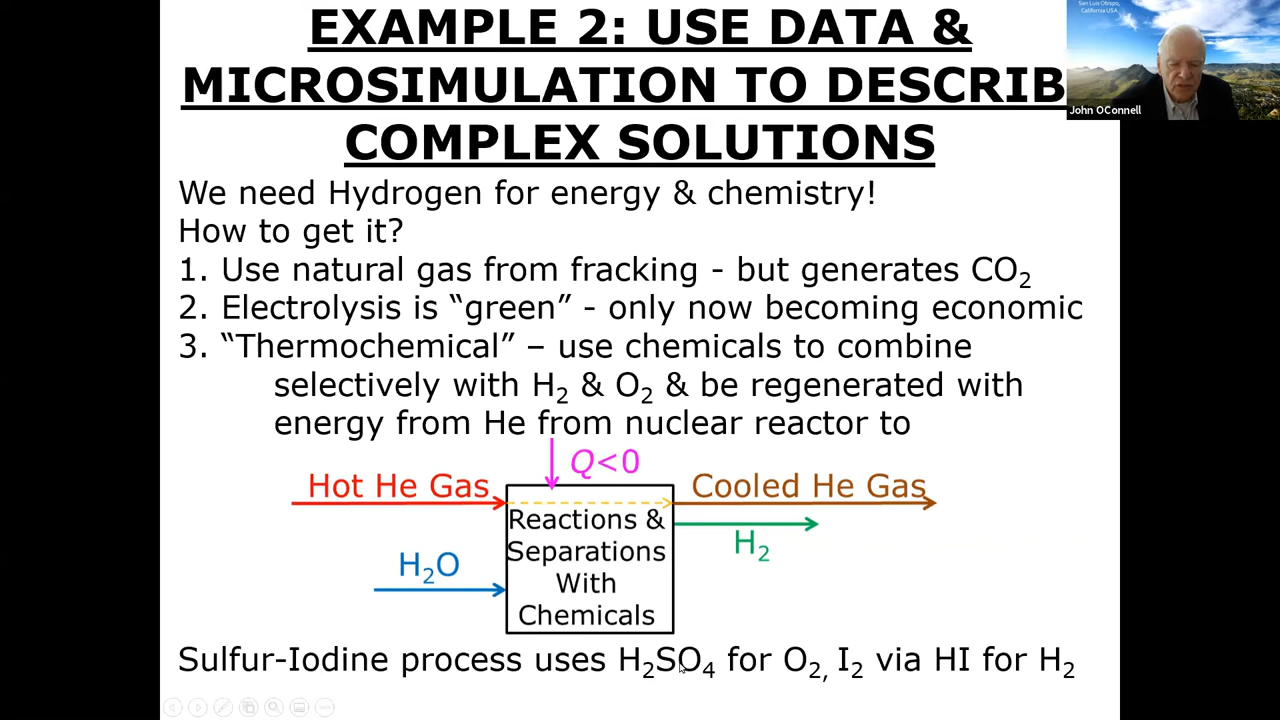 EXAMPLE 2: USE DATA &
MICROSIMULATION TO DESCRIB
COMPLEX SOLUTIONS
San Luis Obispo,
California USA
John OConnell
We need Hydrogen for energy & chemistry!
How to get it?
1. Use natural gas from fracking - but generates CO₂
2. Electrolysis is “green” - only now becoming economic
3. “Thermochemical” – use chemicals to combine
selectively with H₂ & O₂ & be regenerated with
energy from He from nuclear reactor to
Q<0
Hot He Gas
Cooled He Gas
Reactions &
Separations
With
Chemicals
H₂
H₂O
Sulfur-Iodine process uses H₂SO₄ for O₂, I₂ via HI for H₂